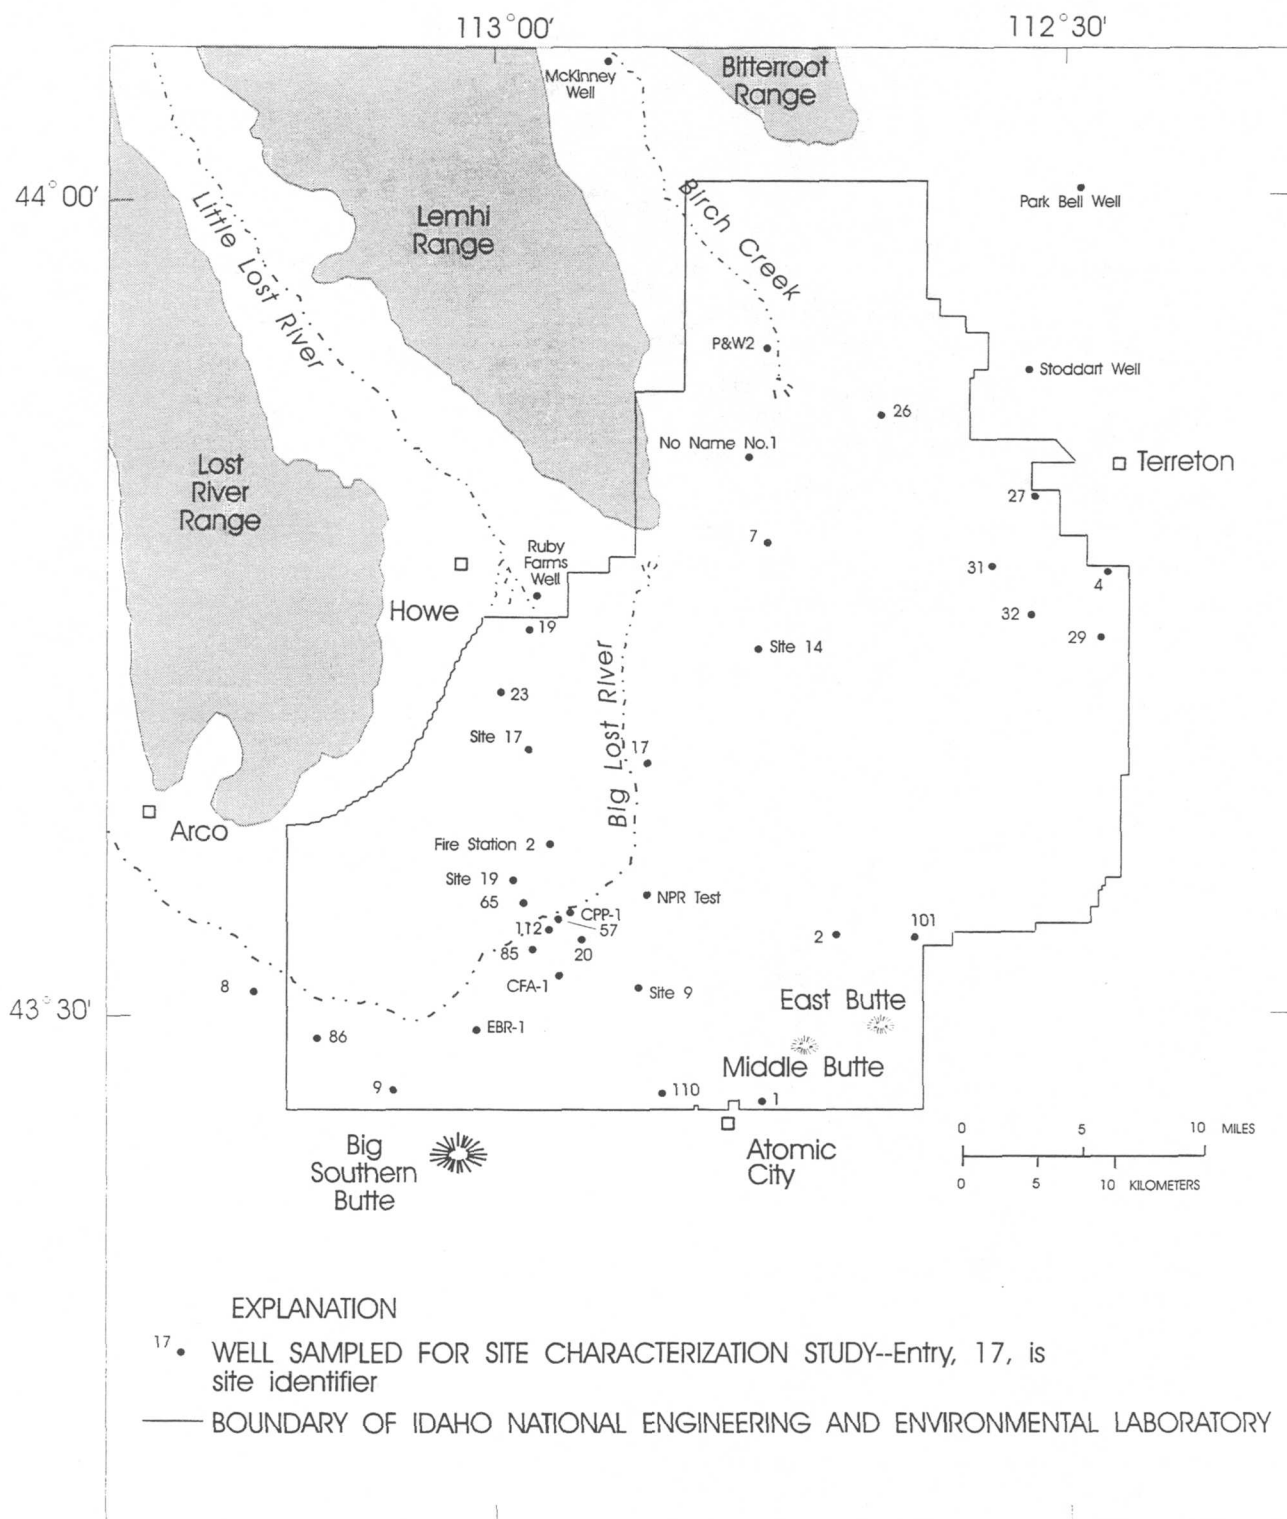 113°00'
112°30'
McKinney
Well
Bitterroot
Range
44°00'
Park Bell Well
Little Lost River
Lemhi
Range
Birch Creek
P&W2
Stoddart Well
26
No Name No.1
Terreton
Lost
River
Range
27
7
Ruby
Farms
Well
31
4
Howe
32
19
29
Site 14
Big Lost River
23
Site 17
17
Arco
Fire Station 2
Site 19
NPR Test
65
CPP-1
112
57
101
2
85
20
CFA-1
8
Site 9
East Butte
43°30'
EBR-1
86
Middle Butte
9
110
1
0 5 10 MILES
Big
Southern
Butte
Atomic
City
0 5 10 KILOMETERS
EXPLANATION
17 WELL SAMPLED FOR SITE CHARACTERIZATION STUDY--Entry, 17, is
site identifier
BOUNDARY OF IDAHO NATIONAL ENGINEERING AND ENVIRONMENTAL LABORATORY